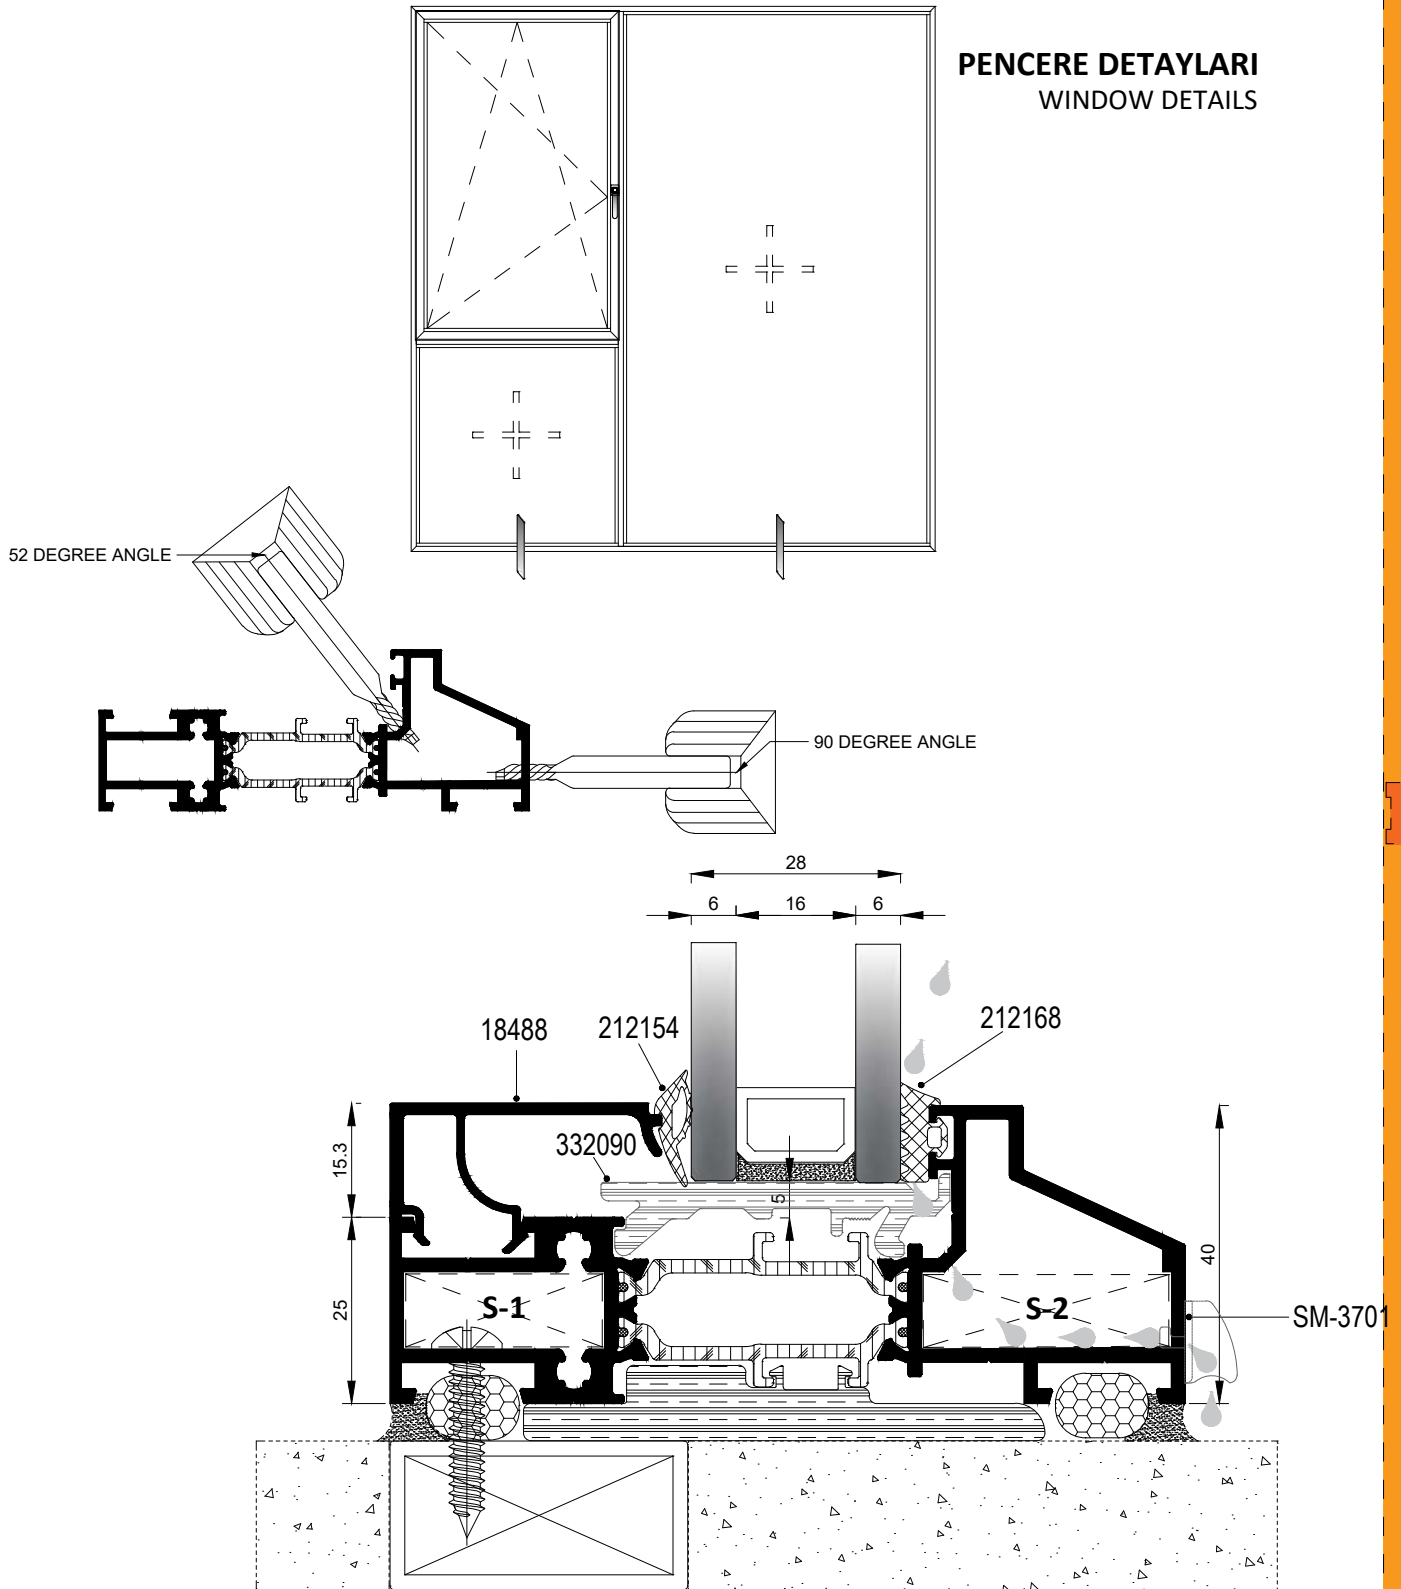 PENCERE DETAYLARI
WINDOW DETAILS
52 DEGREE ANGLE
90 DEGREE ANGLE
28
6
16
6
18488
212154
212168
332090
15.3
5
25
40
S-1
S-2
SM-3701